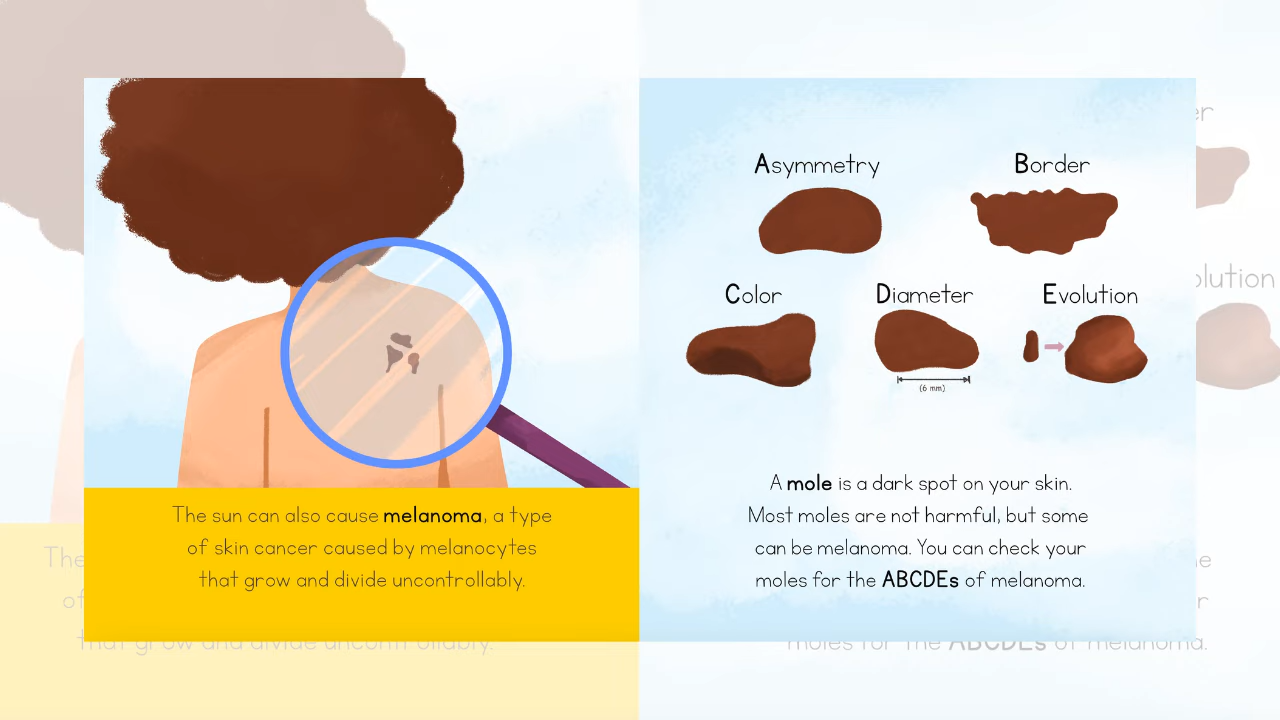 The sun can also cause melanoma, a type
of skin cancer caused by melanocytes
that grow and divide uncontrollably.
Asymmetry
Border
Color
Diameter
Evolution
(6 mm)
A mole is a dark spot on your skin.
Most moles are not harmful, but some
can be melanoma. You can check your
moles for the ABCDEs of melanoma.